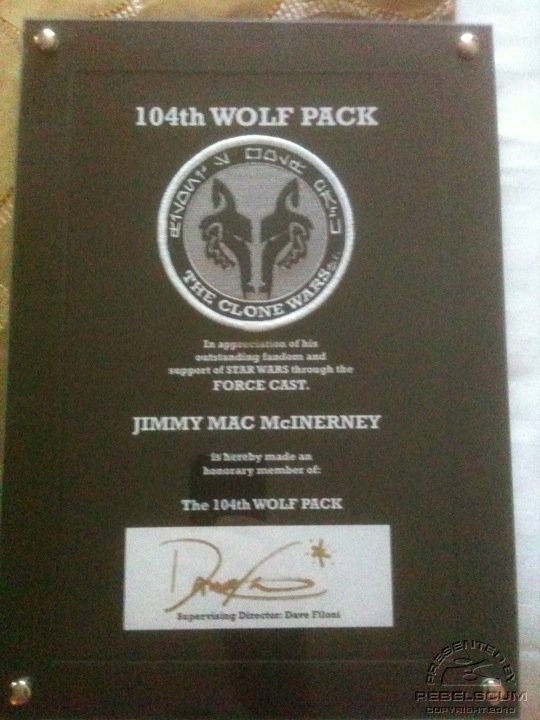 104th WOLF PACK
THE CLONE WARS
In appreciation of his
outstanding fandom and
support of STAR WARS through the
FORCE CAST.
JIMMY MAC McINERNEY
is hereby made an
honorary member of:
The 104th WOLF PACK
Supervising Director: Dave Filoni
PRESENTED BY
REBELSCUM
COPYRIGHT 2010